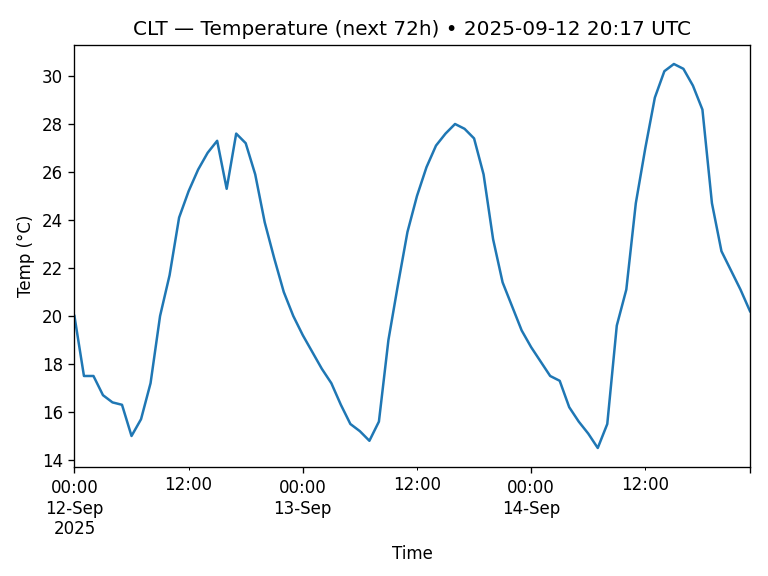 CLT — Temperature (next 72h) • 2025-09-12 20:17 UTC
Temp (°C)
30
28
26
24
22
20
18
16
14
00:00 12:00 00:00 12:00 00:00 12:00
12-Sep 13-Sep 14-Sep
2025
Time